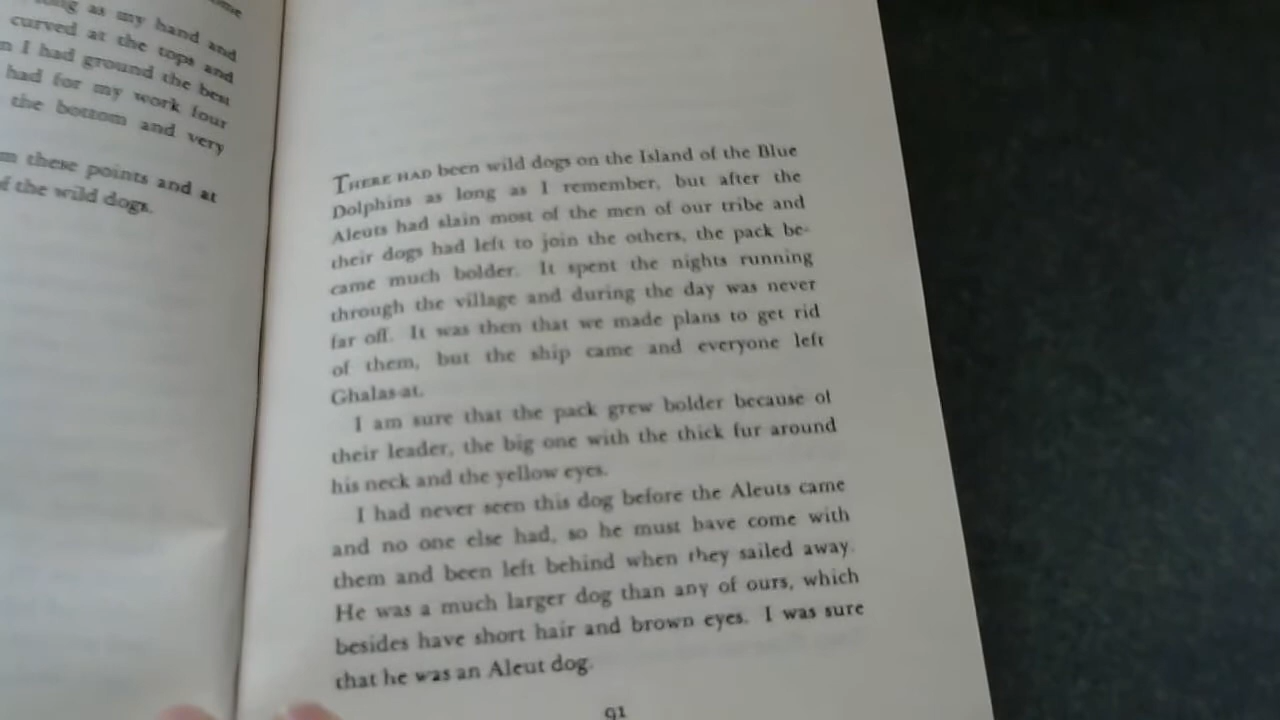 as my hand and
curved at the tops and
I had ground the best
had for my work four
the bottom and very
these points and at
of the wild dogs.
THERE HAD been wild dogs on the Island of the Blue
Dolphins as long as I remember, but after the
Aleuts had slain most of the men of our tribe and
their dogs had left to join the others, the pack be-
came much bolder. It spent the nights running
through the village and during the day was never
far off. It was then that we made plans to get rid
of them, but the ship came and everyone left
Ghalas-at.
I am sure that the pack grew bolder because of
their leader, the big one with the thick fur around
his neck and the yellow eyes.
I had never seen this dog before the Aleuts came
and no one else had, so he must have come with
them and been left behind when they sailed away.
He was a much larger dog than any of ours, which
besides have short hair and brown eyes. I was sure
that he was an Aleut dog.
91